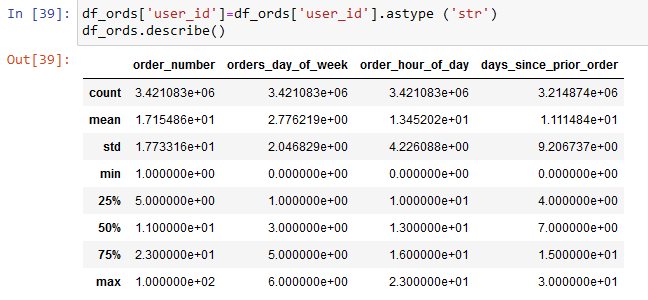 In [39]: df_ords['user_id']=df_ords['user_id'].astype ('str')
df_ords.describe()
Out[39]:
order_number orders_day_of_week order_hour_of_day days_since_prior_order
count 3.421083e+06 3.421083e+06 3.421083e+06 3.214874e+06
mean 1.715486e+01 2.776219e+00 1.345202e+01 1.111484e+01
std 1.773316e+01 2.046829e+00 4.226088e+00 9.206737e+00
min 1.000000e+00 0.000000e+00 0.000000e+00 0.000000e+00
25% 5.000000e+00 1.000000e+00 1.000000e+01 4.000000e+00
50% 1.100000e+01 3.000000e+00 1.300000e+01 7.000000e+00
75% 2.300000e+01 5.000000e+00 1.600000e+01 1.500000e+01
max 1.000000e+02 6.000000e+00 2.300000e+01 3.000000e+01